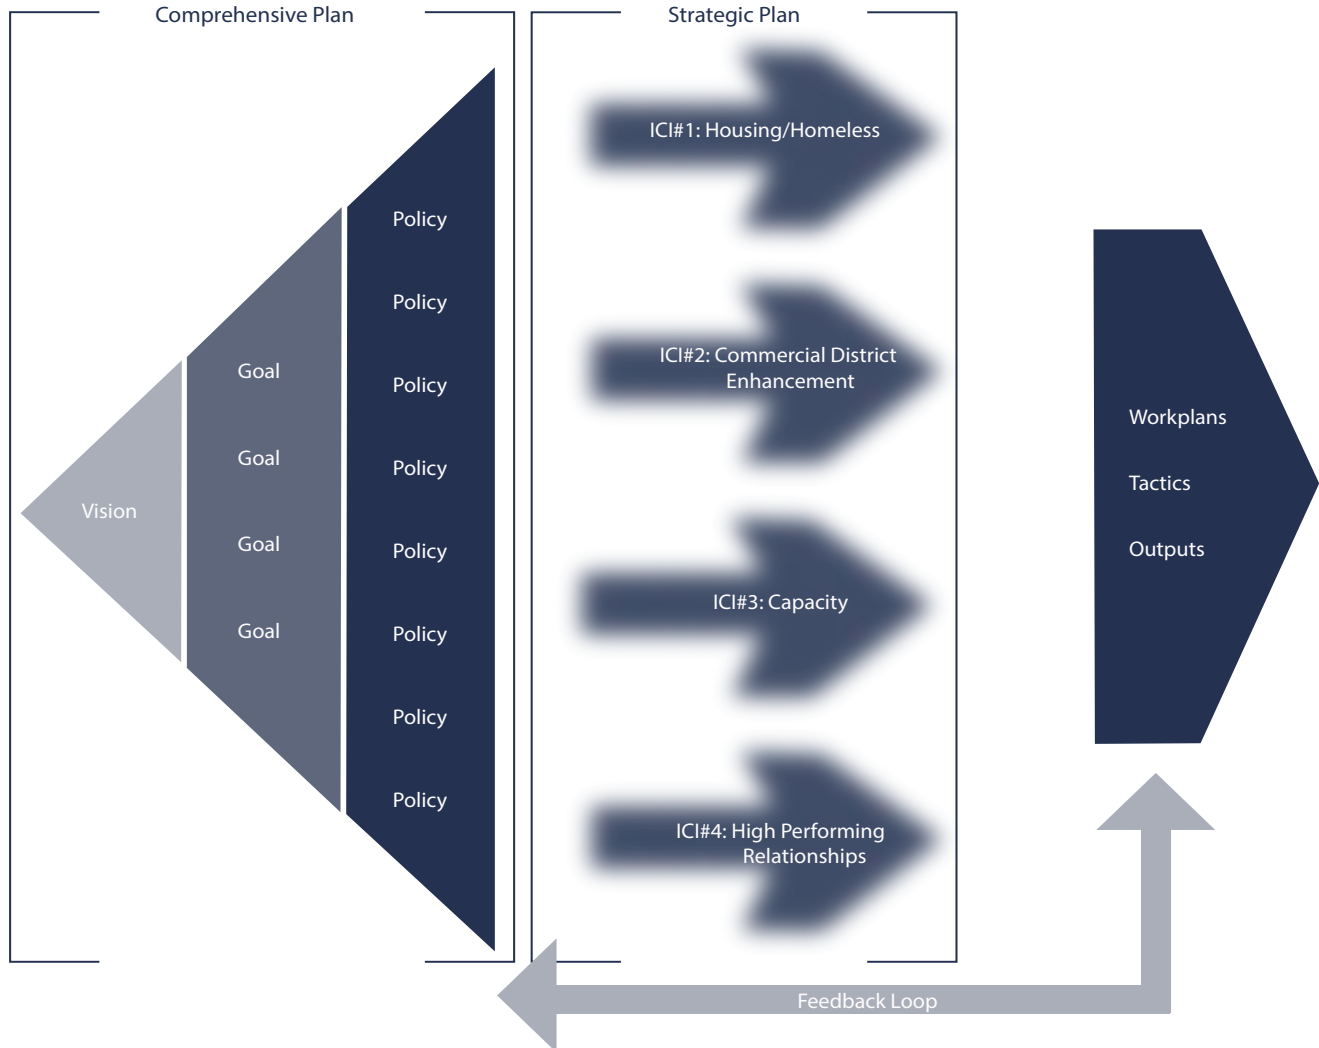 Comprehensive Plan
Strategic Plan
Vision
Goal
Goal
Goal
Goal
Policy
Policy
Policy
Policy
Policy
Policy
Policy
Policy
ICI#1: Housing/Homeless
ICI#2: Commercial District
Enhancement
ICI#3: Capacity
ICI#4: High Performing
Relationships
Workplans
Tactics
Outputs
Feedback Loop